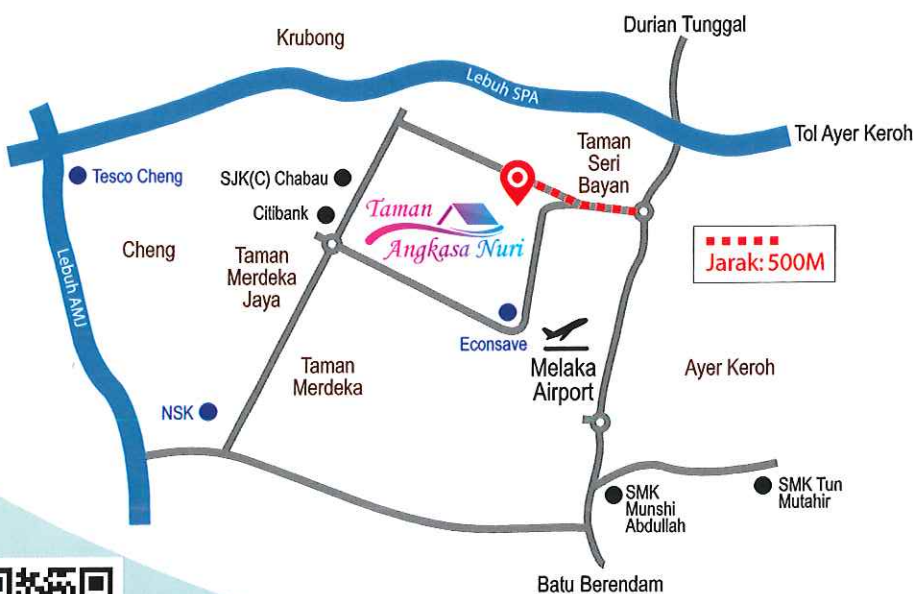 Durian Tunggal
Krubong
Lebuh SPA
Tol Ayer Keroh
Taman
Seri
Bayan
Tesco Cheng
SJK(C) Chabau
Citibank
Taman
Angkasa Nuri
Cheng
Taman
Merdeka
Jaya
Jarak: 500M
Lebuh AMJ
Econsave
Melaka
Airport
Taman
Merdeka
Ayer Keroh
NSK
SMK
Munshi
Abdullah
SMK Tun
Mutahir
Batu Berendam